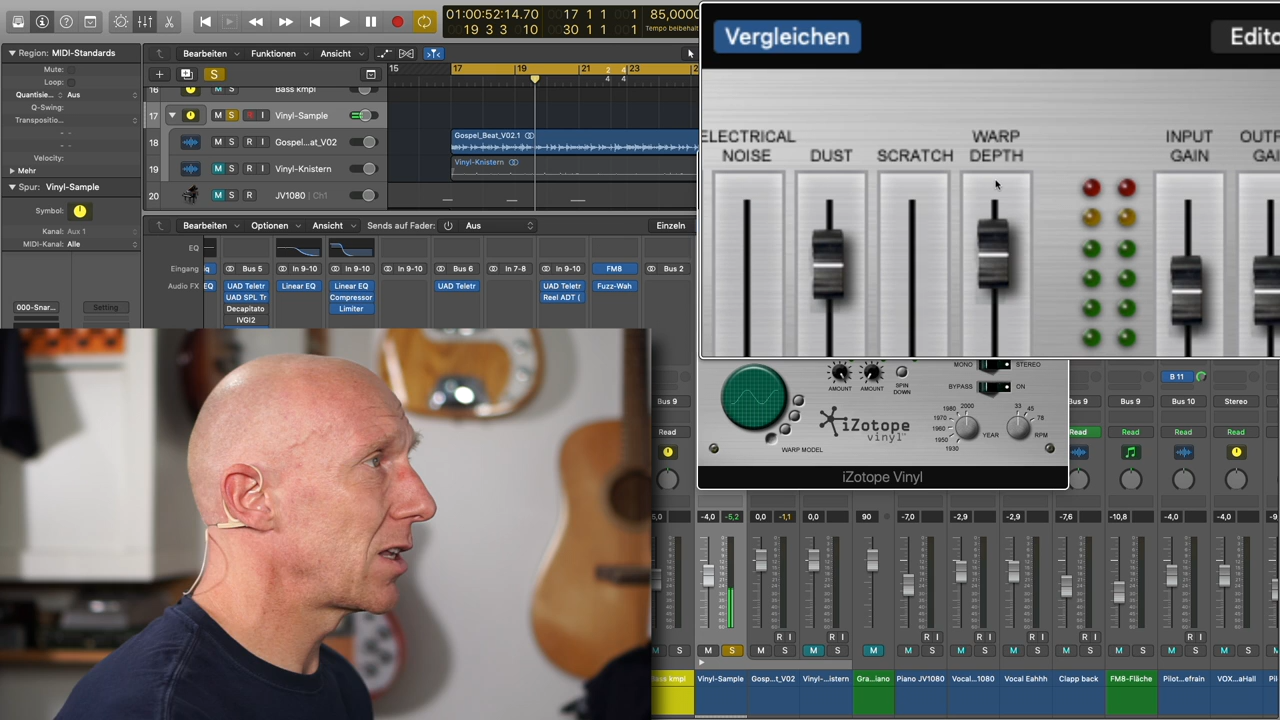 01:00:52:14.70
19 3 3 010
17 1 1 1
30 1 1 1
85,0000
Tempo beibehalt
Region: MIDI-Standards
Mute:
Loop:
Quantisie... Aus
Q-Swing:
Transpositio...
Velocity:
Mehr
Spur: Vinyl-Sample
Symbol:
Kanal: Aux 1
MIDI-Kanal: Alle
000-Snar...
Setting
Bearbeiten Funktionen Ansicht
S
15 17 19 21 23
2 4
4 4
16 M S Bass kmpl
17 M S R I Vinyl-Sample
18 M S R I Gospel...at_V02
19 M S R I Vinyl-Knistern
20 M S R JV1080 | Ch1
Gospel_Beat_V02.1
Vinyl-Knistern
Bearbeiten Optionen Ansicht Sends auf Fader: Aus Einzeln
EQ
Eingang Bus 5 In 9-10 In 9-10 In 9-10 Bus 6 In 7-8 In 9-10 FM8 Bus 2
Audio FX EQ UAD Teletr Linear EQ Linear EQ UAD Teletr UAD Teletr Fuzz-Wah
UAD SPL Tr Compressor Reel ADT (
Decapitato Limiter
IVGI2
Vergleichen
ELECTRICAL
NOISE
DUST
SCRATCH
WARP
DEPTH
INPUT
GAIN
AMOUNT AMOUNT SPIN
DOWN
MONO STEREO
BYPASS ON
WARP MODEL
iZotope
vinyl
1930 1940 1950 1960 1970 1980 2000
YEAR
33 45 78
RPM
iZotope Vinyl
B 11
Bus 9 Bus 9 Bus 9 Bus 10 Stereo
Read Read Read Read Read
5,0 -4,0 -5,2 0,0 -1,1 0,0 90 -7,0 -2,9 -2,9 -7,6 -10,8 -4,0 -4,0
R I R I R I R I R I
M S M S M S M M S M S M S M S M S M S M S
Bass kmpl Vinyl-Sample Gosp...t_V02 Vinyl-...istern Gra...iano Piano JV1080 Vocal...1080 Vocal Eahhh Clapp back FM8-Fläche Pilot...efrain VOX...aHall